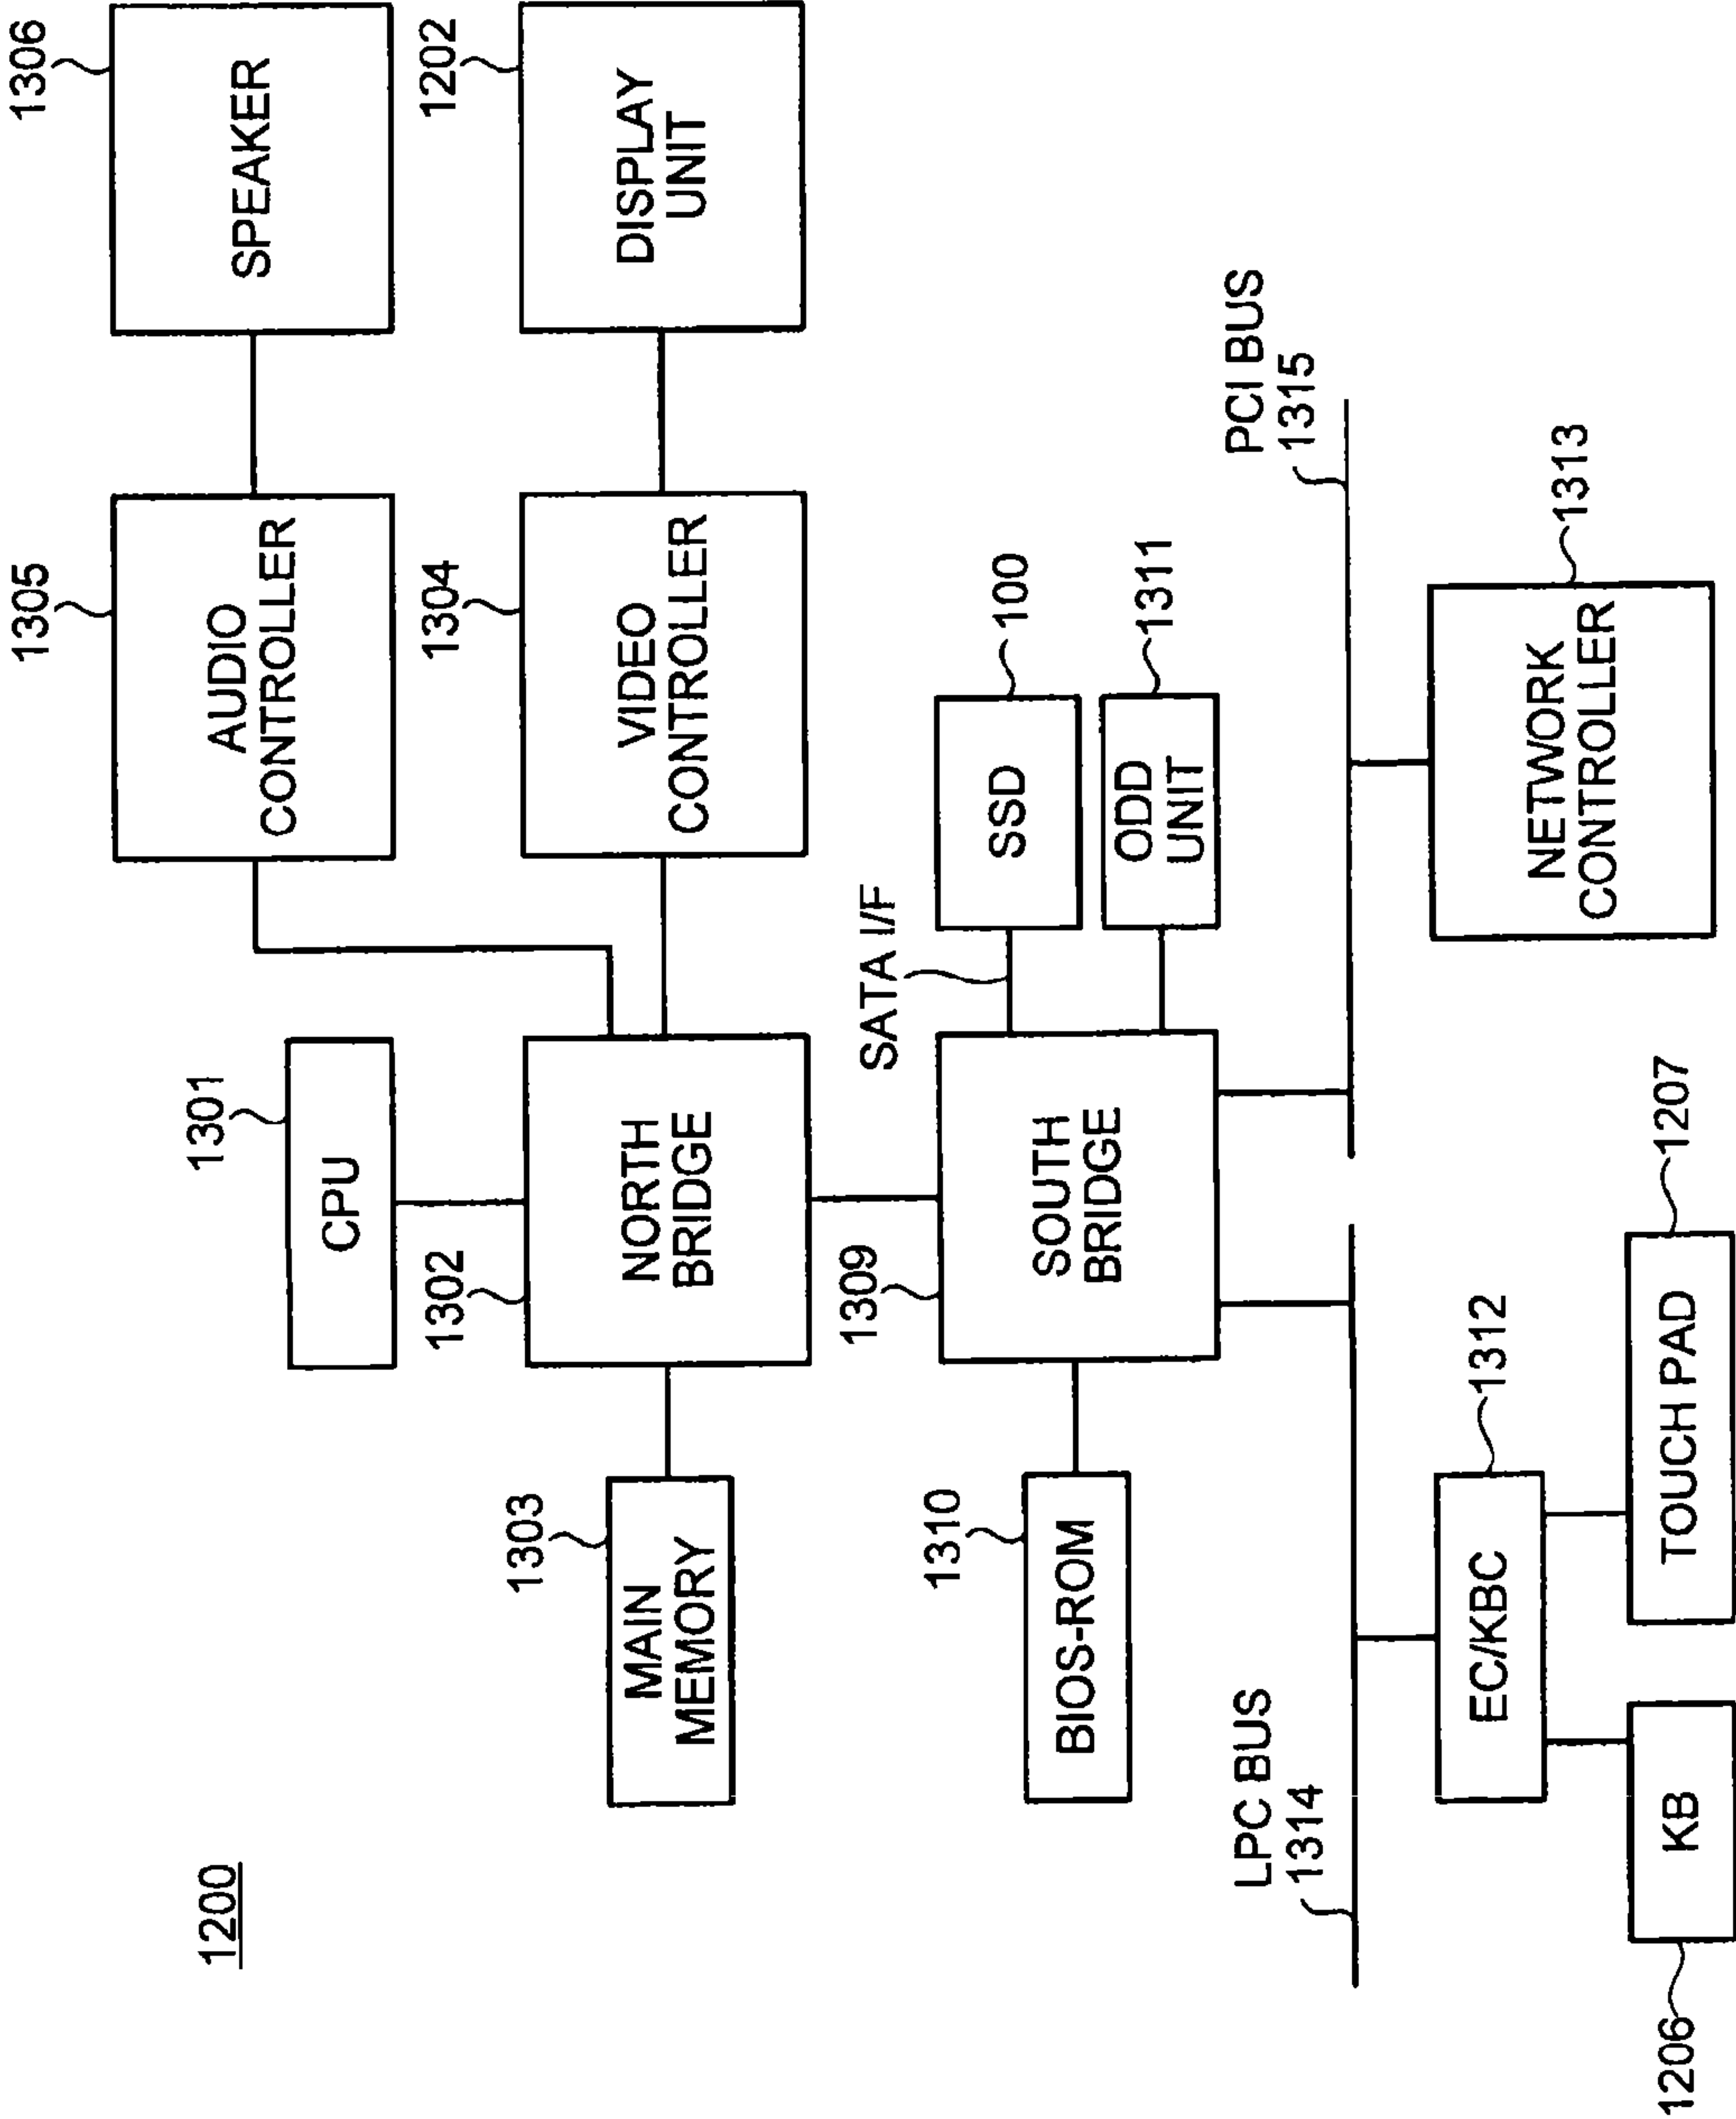 1200
1301
CPU
1305
AUDIO
CONTROLLER
1306
SPEAKER
1302
NORTH
BRIDGE
1304
VIDEO
CONTROLLER
1202
DISPLAY
UNIT
1303
MAIN
MEMORY
1309
SOUTH
BRIDGE
SATA I/F
SSD
100
ODD
UNIT
1311
1310
BIOS-ROM
LPC BUS
1314
PCI BUS
1315
EC/KBC
1312
NETWORK
CONTROLLER
1313
1206
KB
TOUCH PAD
1207